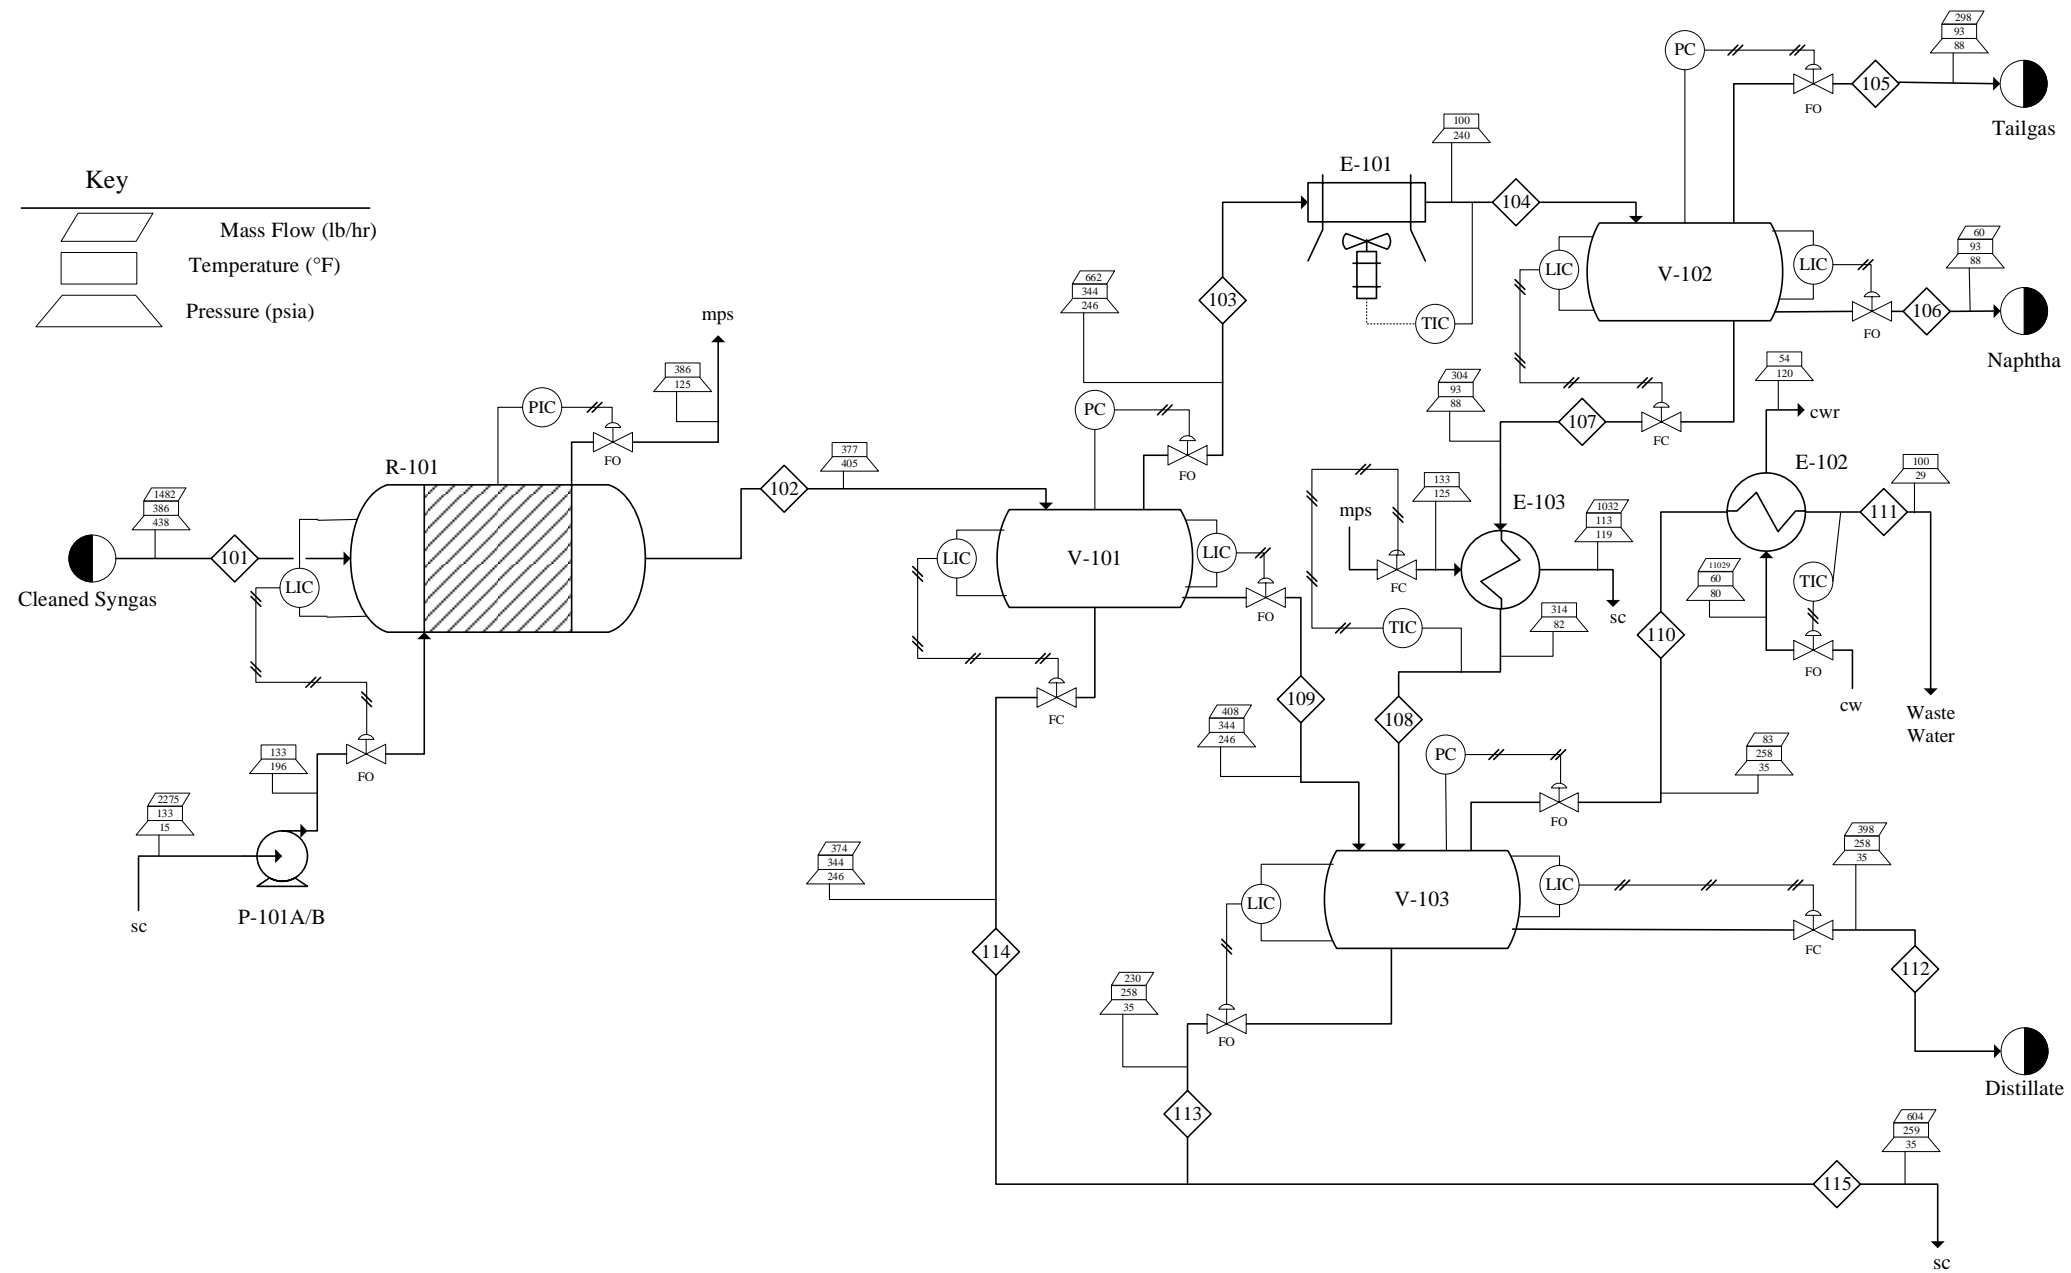 Key
Mass Flow (lb/hr)
Temperature (°F)
Pressure (psia)
Cleaned Syngas
1482
386
438
101
LIC
R-101
PIC
FO
386
125
mps
FO
133
196
2275
133
15
sc
P-101A/B
102
377
405
V-101
PC
FO
LIC
LIC
FO
FC
662
344
246
103
E-101
TIC
100
240
104
V-102
PC
FO
105
298
93
88
Tailgas
LIC
LIC
FO
106
60
93
88
Naphtha
FC
107
304
93
88
mps
FC
133
125
E-103
1032
113
119
sc
TIC
314
82
108
109
408
344
246
54
120
cwr
E-102
100
29
111
11029
60
80
TIC
FO
cw
Waste
Water
110
83
258
35
PC
FO
V-103
LIC
LIC
FC
398
258
35
112
Distillate
FO
230
258
35
113
374
344
246
114
115
604
259
35
sc